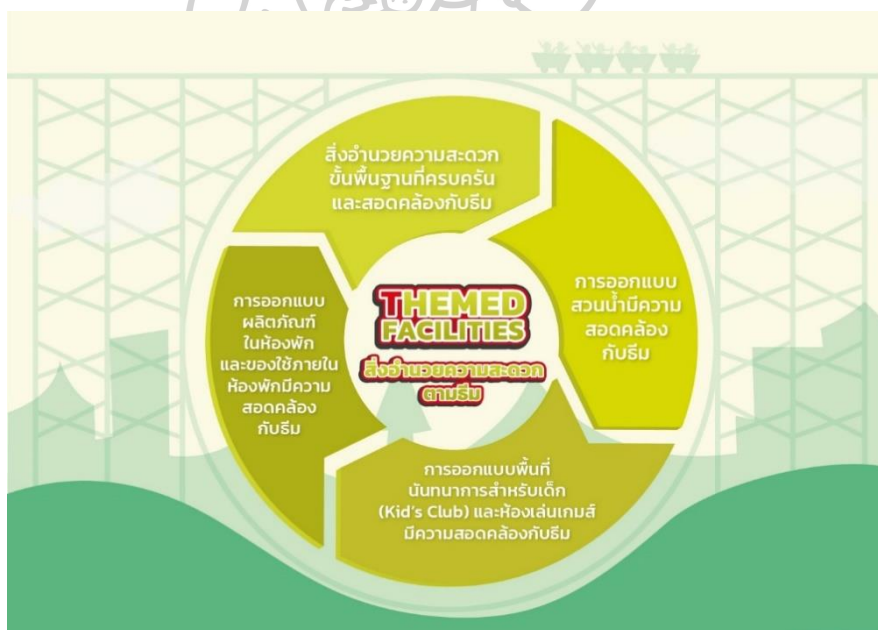 สิ่งอำนวยความสะดวก
ขั้นพื้นฐานที่ครบครัน
และสอดคล้องกับธีม
การออกแบบ
สวนน้ำมีความ
สอดคล้อง
กับธีม
การออกแบบพื้นที่
นันทนาการสำหรับเด็ก
(Kid's Club) และห้องเล่นเกมส์
มีความสอดคล้องกับธีม
การออกแบบ
ผลิตภัณฑ์
ในห้องพัก
และของใช้ภายใน
ห้องพักมีความ
สอดคล้อง
กับธีม
THEMED
FACILITIES
สิ่งอำนวยความสะดวก
ตามธีม